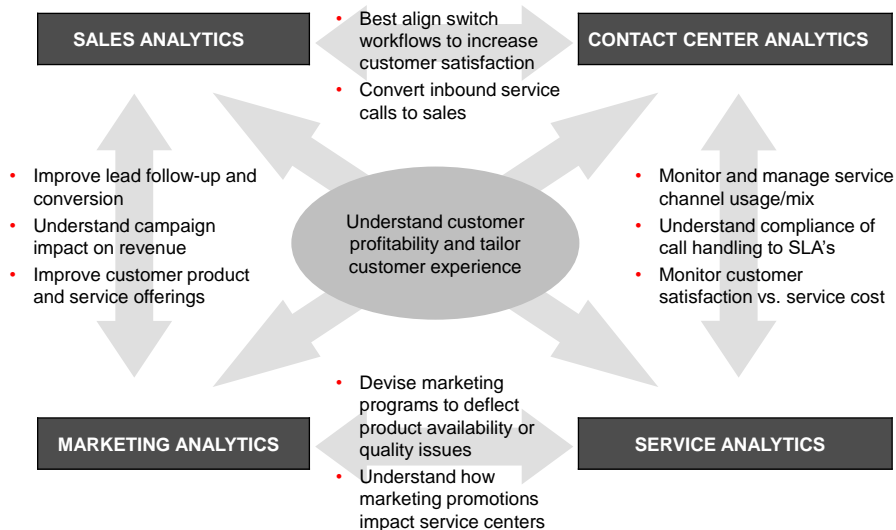 SALES ANALYTICS
• Best align switch
workflows to increase
customer satisfaction
• Convert inbound service
calls to sales
CONTACT CENTER ANALYTICS
• Improve lead follow-up and
conversion
• Understand campaign
impact on revenue
• Improve customer product
and service offerings
Understand customer
profitability and tailor
customer experience
• Monitor and manage service
channel usage/mix
• Understand compliance of
call handling to SLA's
• Monitor customer
satisfaction vs. service cost
MARKETING ANALYTICS
• Devise marketing
programs to deflect
product availability or
quality issues
• Understand how
marketing promotions
impact service centers
SERVICE ANALYTICS